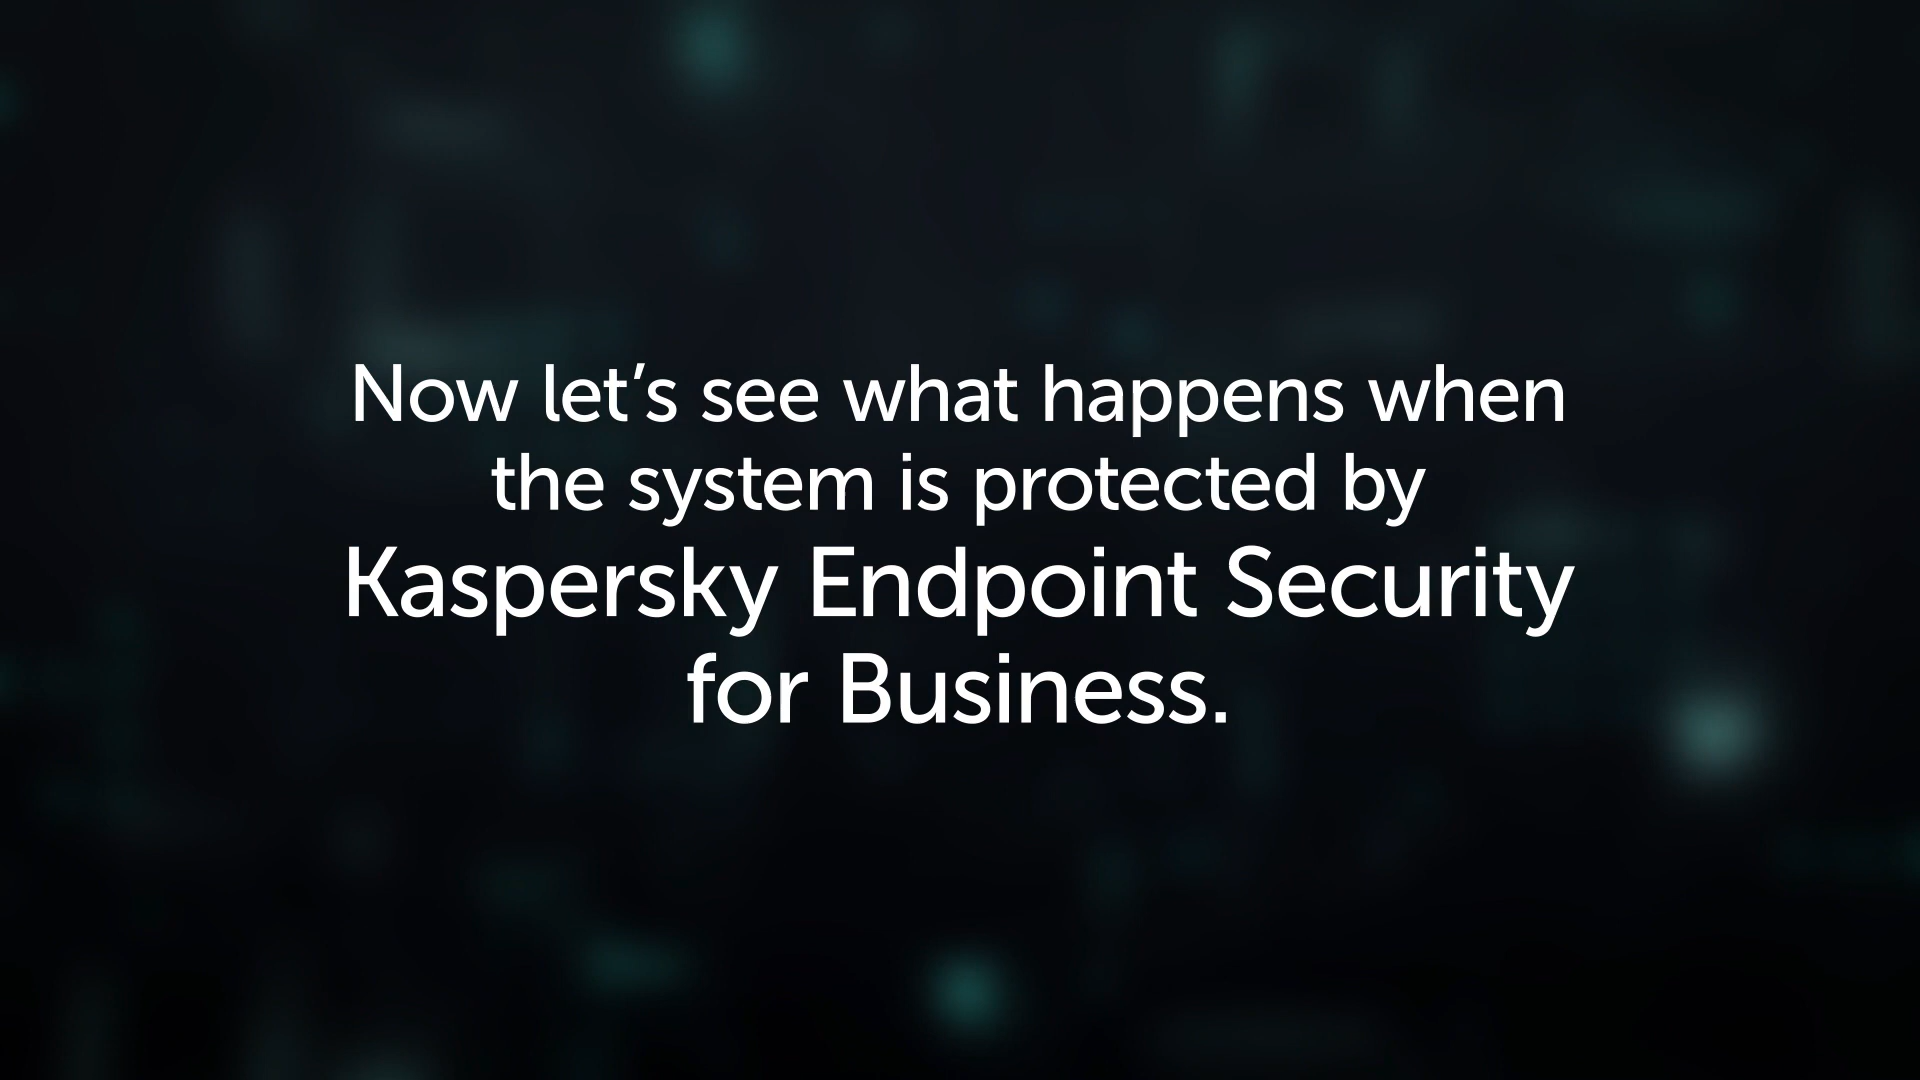 Now let’s see what happens when
the system is protected by
Kaspersky Endpoint Security
for Business.